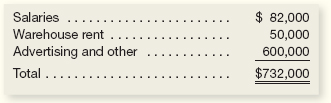 Salaries ........................ $ 82,000
Warehouse rent .................. 50,000
Advertising and other ............ 600,000
Total ........................... $732,000